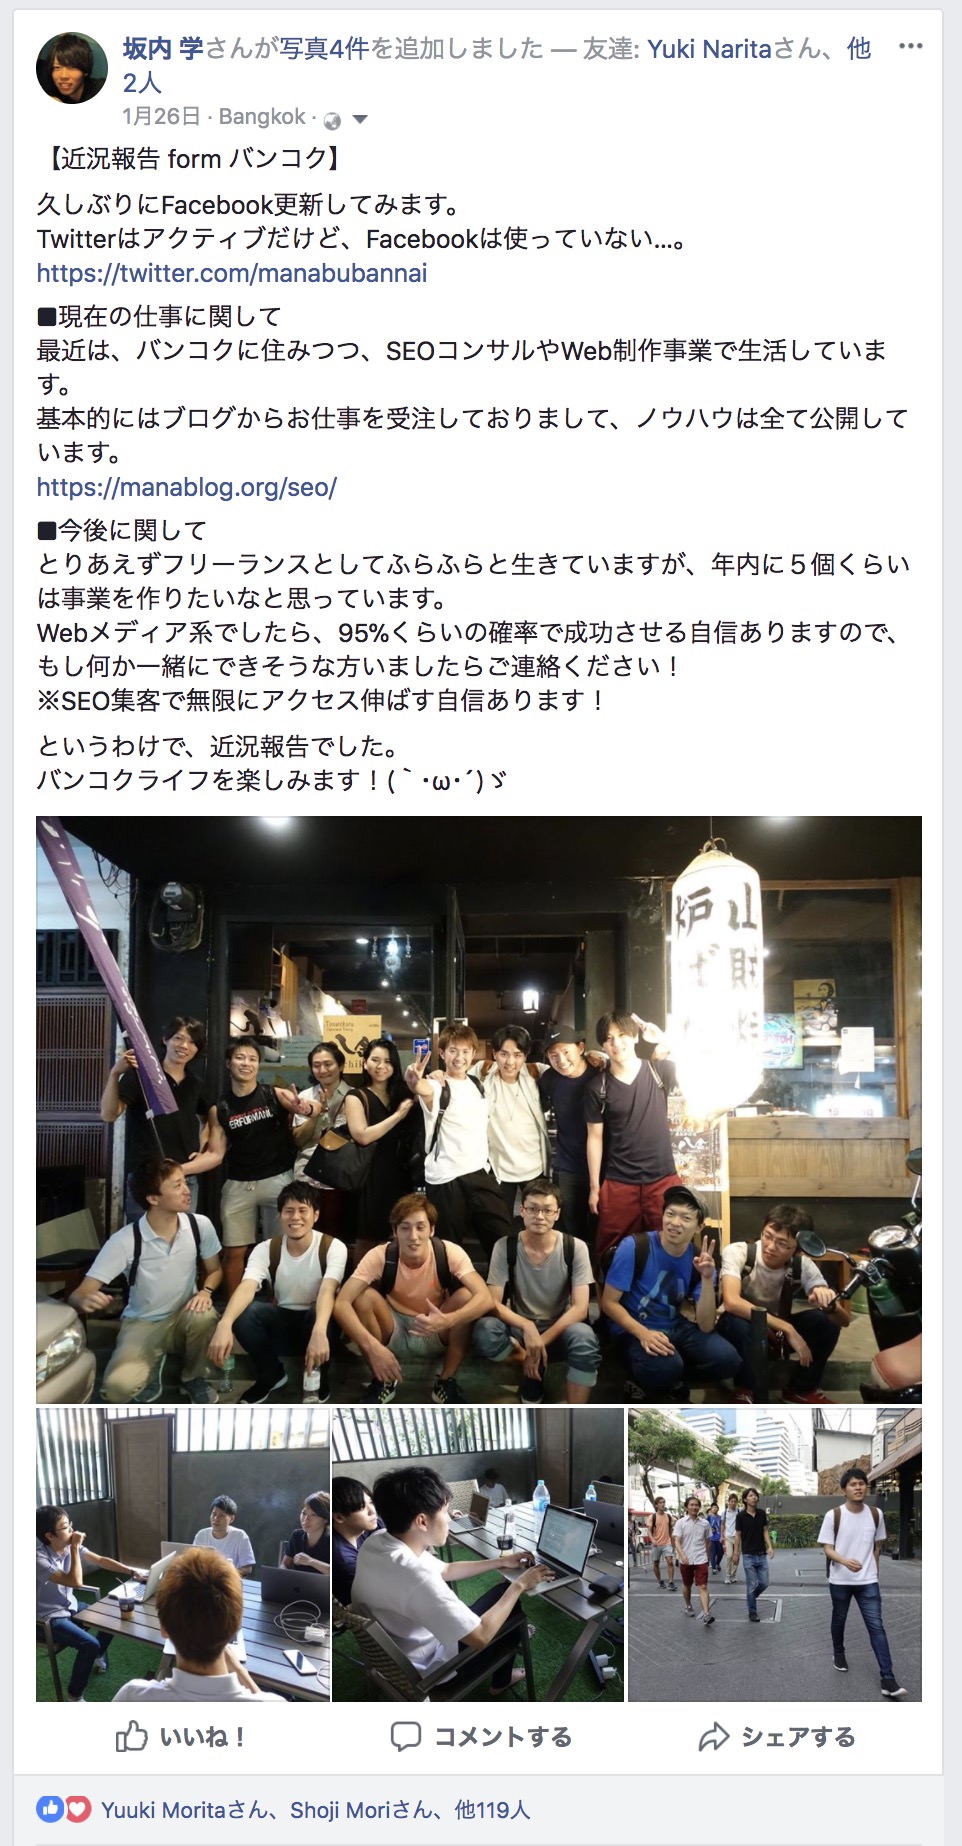 坂内 学さんが写真4件を追加しました — 友達: Yuki Naritaさん、他
2人
1月26日 · Bangkok ·
【近況報告 form バンコク】
久しぶりにFacebook更新してみます。
Twitterはアクティブだけど、Facebookは使っていない...。
https://twitter.com/manabubannai
■現在の仕事に関して
最近は、バンコクに住みつつ、SEOコンサルやWeb制作事業で生活していま
す。
基本的にはブログからお仕事を受注しておりまして、ノウハウは全て公開して
います。
https://manablog.org/seo/
■今後に関して
とりあえずフリーランスとしてふらふらと生きていますが、年内に５個くらい
は事業を作りたいなと思っています。
Webメディア系でしたら、95%くらいの確率で成功させる自信ありますので、
もし何か一緒にできそうな方いましたらご連絡ください！
※SEO集客で無限にアクセス伸ばす自信あります！
というわけで、近況報告でした。
バンコクライフを楽しみます！(｀･ω･´)ゞ
いいね！
コメントする
シェアする
Yuuki Moritaさん、Shoji Moriさん、他119人